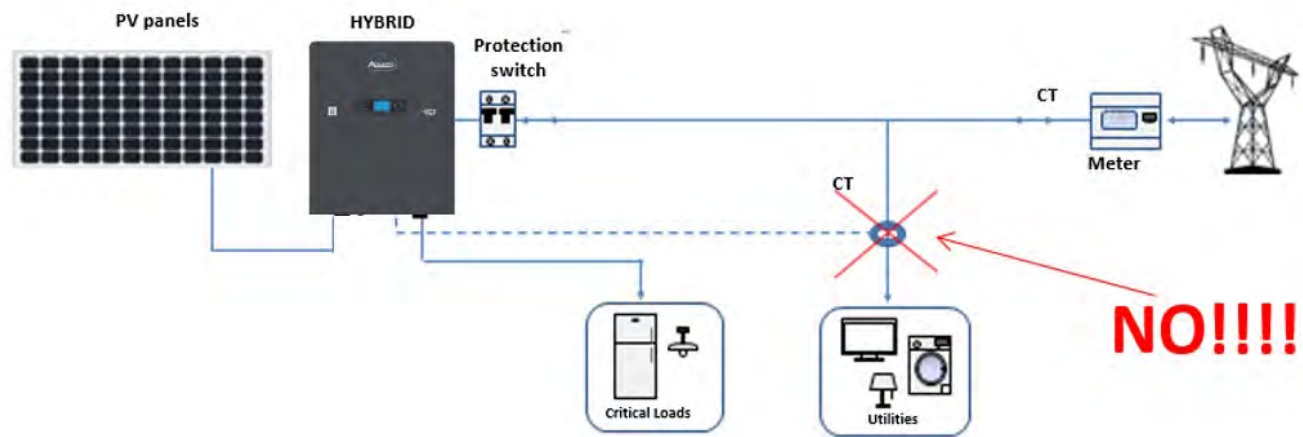 PV panels
HYBRID
Protection
switch
CT
Meter
CT
NO!!!!
Critical Loads
Utilities